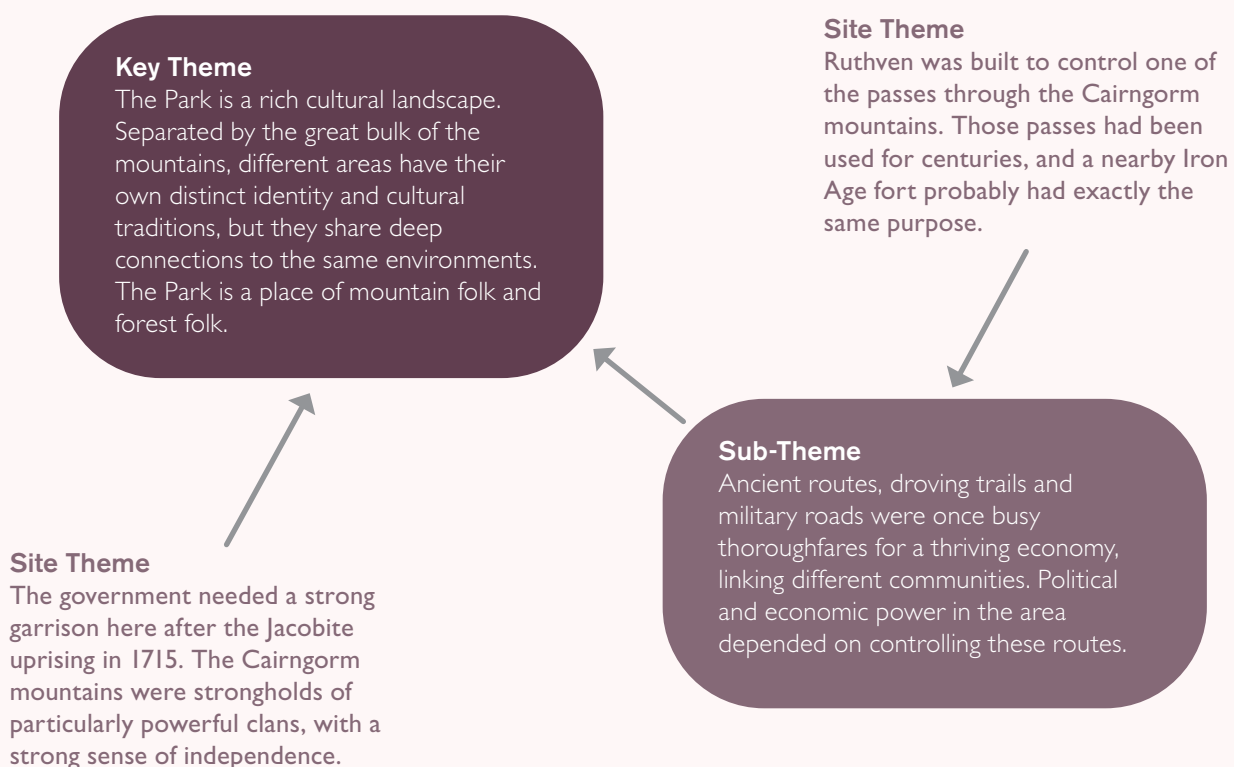 Key Theme
The Park is a rich cultural landscape.
Separated by the great bulk of the
mountains, different areas have their
own distinct identity and cultural
traditions, but they share deep
connections to the same environments.
The Park is a place of mountain folk and
forest folk.
Site Theme
Ruthven was built to control one of
the passes through the Cairngorm
mountains. Those passes had been
used for centuries, and a nearby Iron
Age fort probably had exactly the
same purpose.
Sub-Theme
Ancient routes, droving trails and
military roads were once busy
thoroughfares for a thriving economy,
linking different communities. Political
and economic power in the area
depended on controlling these routes.
Site Theme
The government needed a strong
garrison here after the Jacobite
uprising in 1715. The Cairngorm
mountains were strongholds of
particularly powerful clans, with a
strong sense of independence.